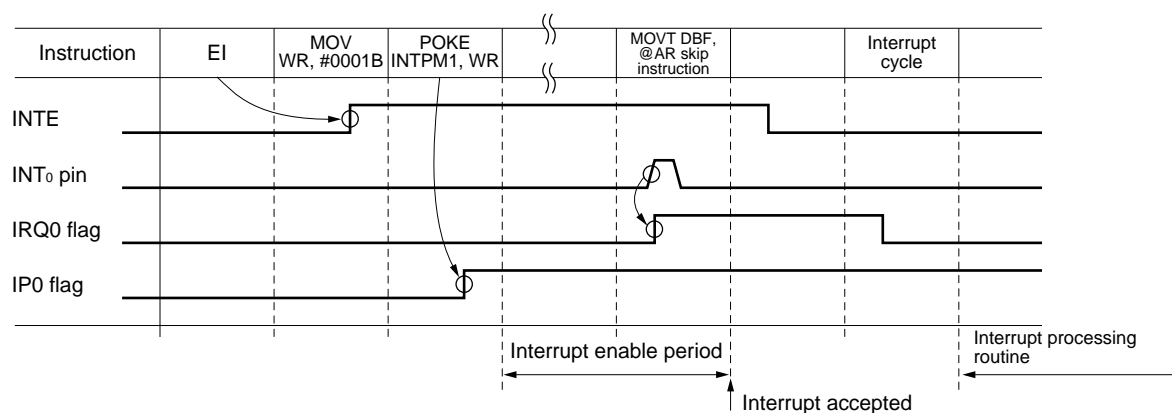 Instruction
EI
MOV
WR, #0001B
POKE
INTPM1, WR
MOVT DBF,
@AR skip
instruction
Interrupt
cycle
INTE
INT0 pin
IRQ0 flag
IP0 flag
Interrupt enable period
Interrupt processing
routine
Interrupt accepted